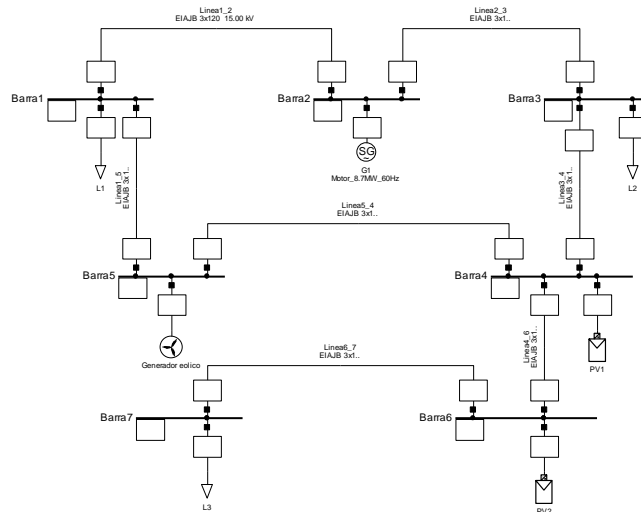 Linea1_2
EIAJB 3x120  15.00 kV
Linea2_3
EIAJB 3x1..
Barra1
Barra2
Barra3
SG
G1
Motor_8.7MW_60Hz
L1
L2
Linea1_5
EIAJB 3x1..
Linea3_4
EIAJB 3x1..
Linea5_4
EIAJB 3x1..
Barra5
Barra4
Generador eolico
PV1
Linea4_6
EIAJB 3x1..
Linea6_7
EIAJB 3x1..
Barra7
Barra6
L3
PV2